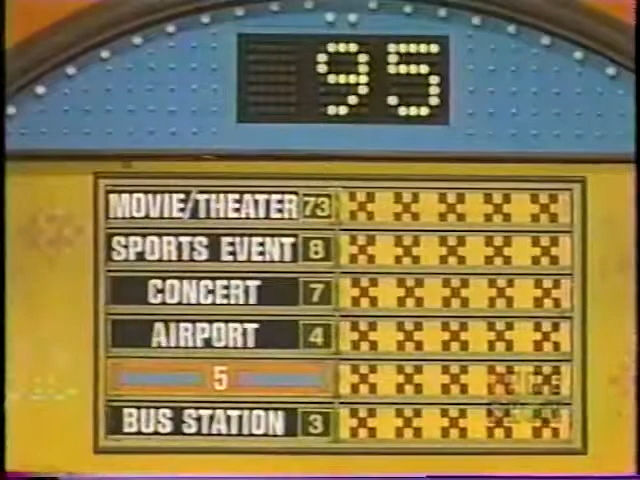 95
MOVIE/THEATER 73
SPORTS EVENT 8
CONCERT 7
AIRPORT 4
5
BUS STATION 3